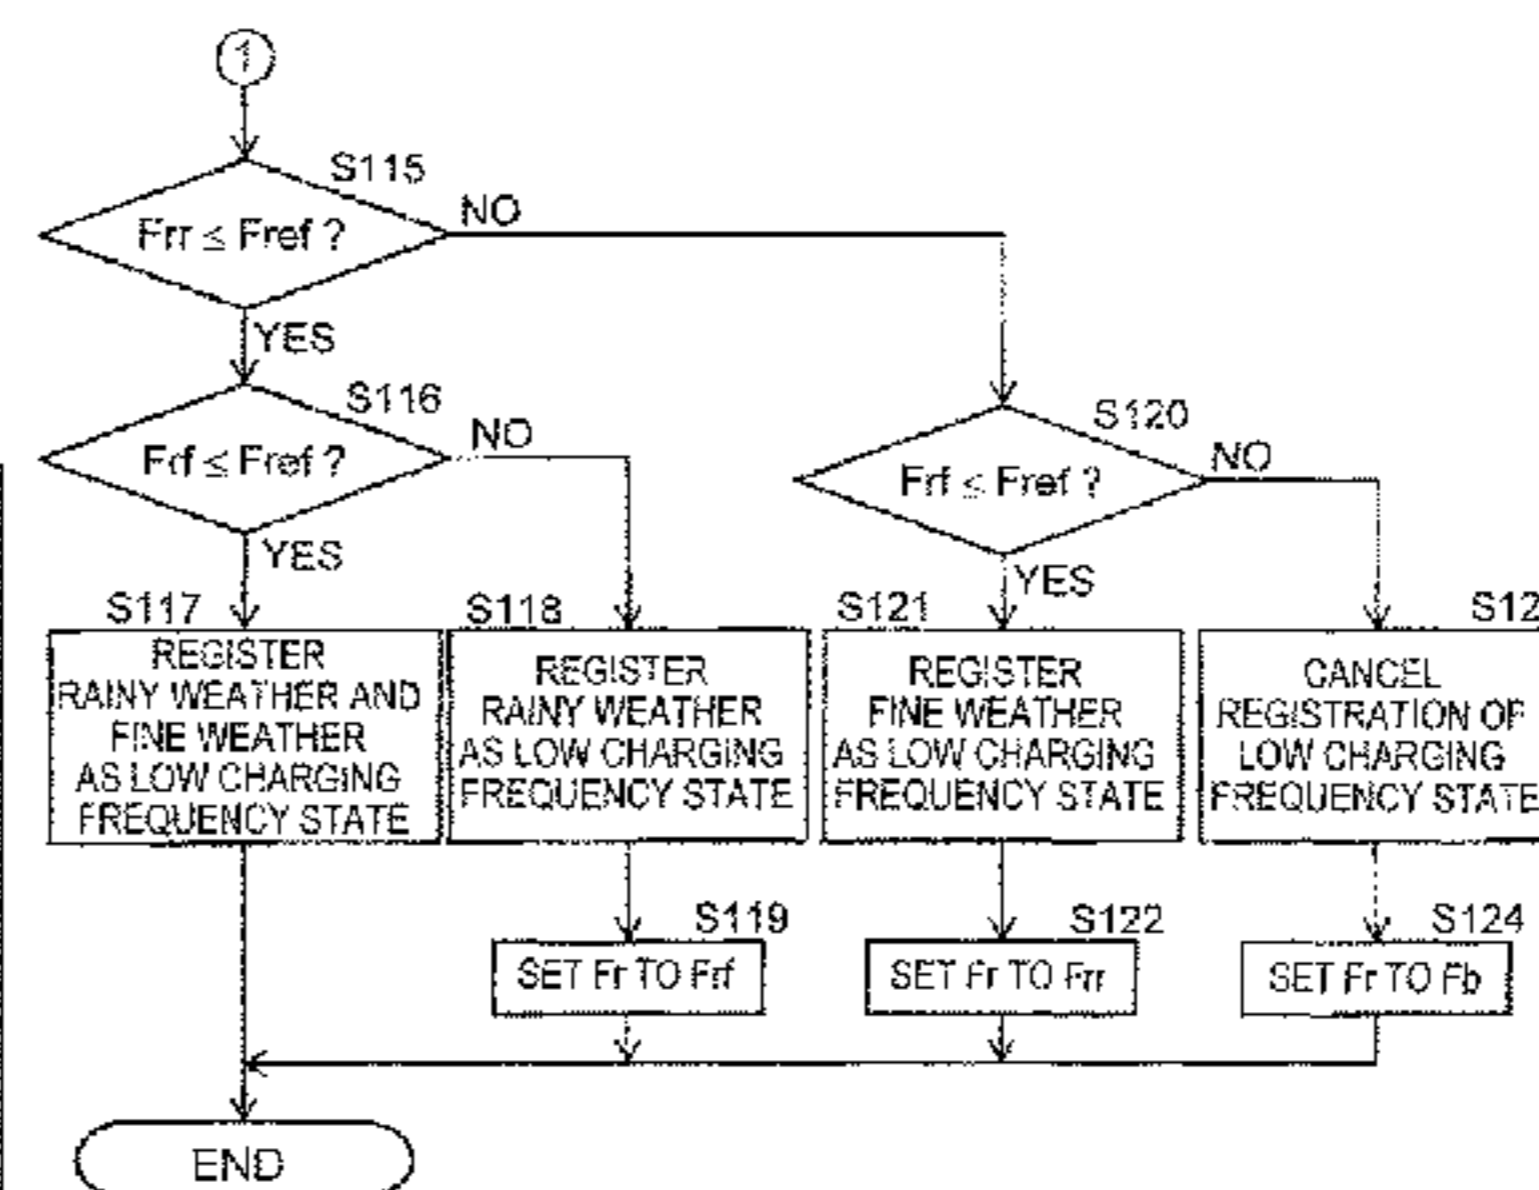 1
S115
Frr ≤ Fref ?
NO
YES
S116
Frf ≤ Fref ?
NO
YES
S120
Frf ≤ Fref ?
NO
YES
S117
REGISTER
RAINY WEATHER AND
FINE WEATHER
AS LOW CHARGING
FREQUENCY STATE
S118
REGISTER
RAINY WEATHER
AS LOW CHARGING
FREQUENCY STATE
S121
REGISTER
FINE WEATHER
AS LOW CHARGING
FREQUENCY STATE
S12
CANCEL
REGISTRATION OF
LOW CHARGING
FREQUENCY STATE
S119
SET Fr TO Frf
S122
SET Fr TO Frr
S124
SET Fr TO Fb
END